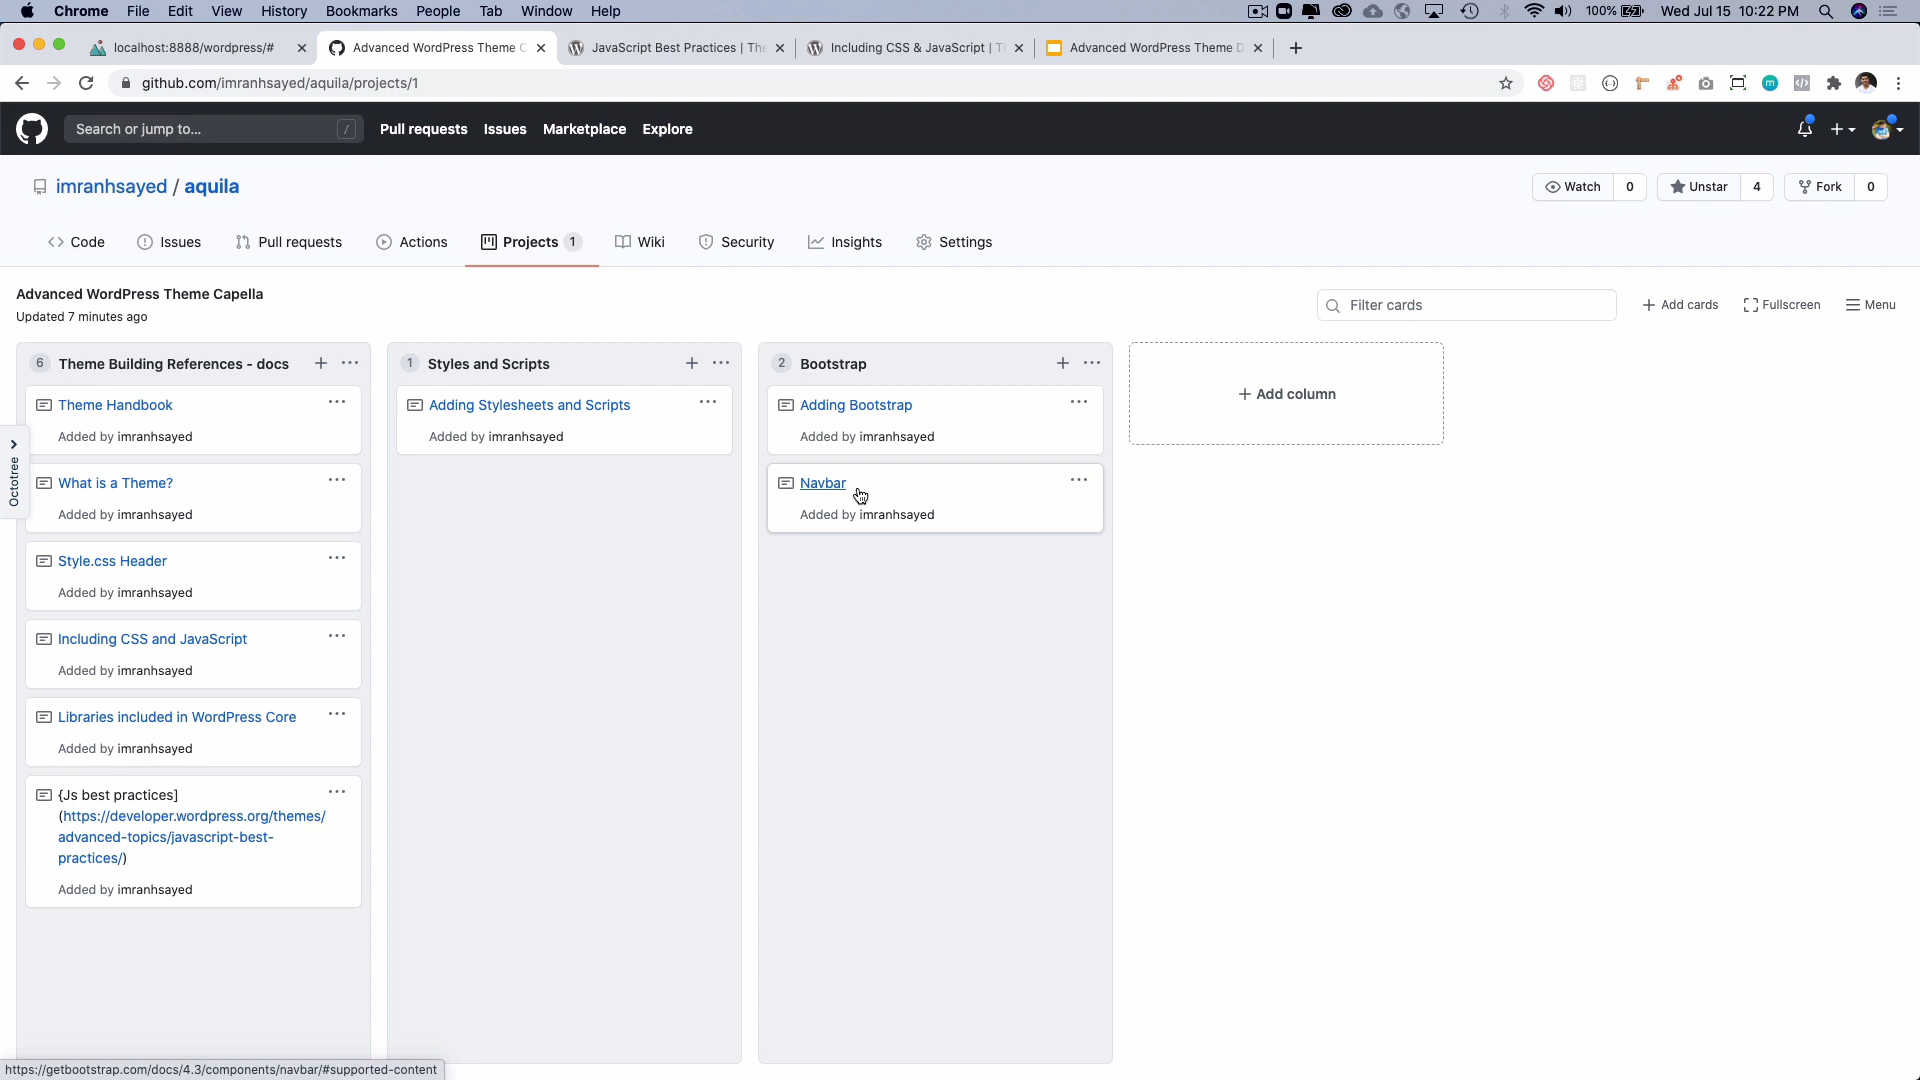 Chrome File Edit View History Bookmarks People Tab Window Help
100% Wed Jul 15 10:22 PM
localhost:8888/wordpress/#
Advanced WordPress Theme C
JavaScript Best Practices | The
Including CSS & JavaScript | Th
Advanced WordPress Theme D
github.com/imranhsayed/aquila/projects/1
Search or jump to... /
Pull requests Issues Marketplace Explore
imranhsayed / aquila
Watch 0 Unstar 4 Fork 0
Code Issues Pull requests Actions Projects 1 Wiki Security Insights Settings
Advanced WordPress Theme Capella
Updated 7 minutes ago
Filter cards
Add cards Fullscreen Menu
Octotree
6 Theme Building References - docs
Theme Handbook
Added by imranhsayed
What is a Theme?
Added by imranhsayed
Style.css Header
Added by imranhsayed
Including CSS and JavaScript
Added by imranhsayed
Libraries included in WordPress Core
Added by imranhsayed
{Js best practices]
(https://developer.wordpress.org/themes/
advanced-topics/javascript-best-
practices/)
Added by imranhsayed
1 Styles and Scripts
Adding Stylesheets and Scripts
Added by imranhsayed
2 Bootstrap
Adding Bootstrap
Added by imranhsayed
Navbar
Added by imranhsayed
+ Add column
https://getbootstrap.com/docs/4.3/components/navbar/#supported-content